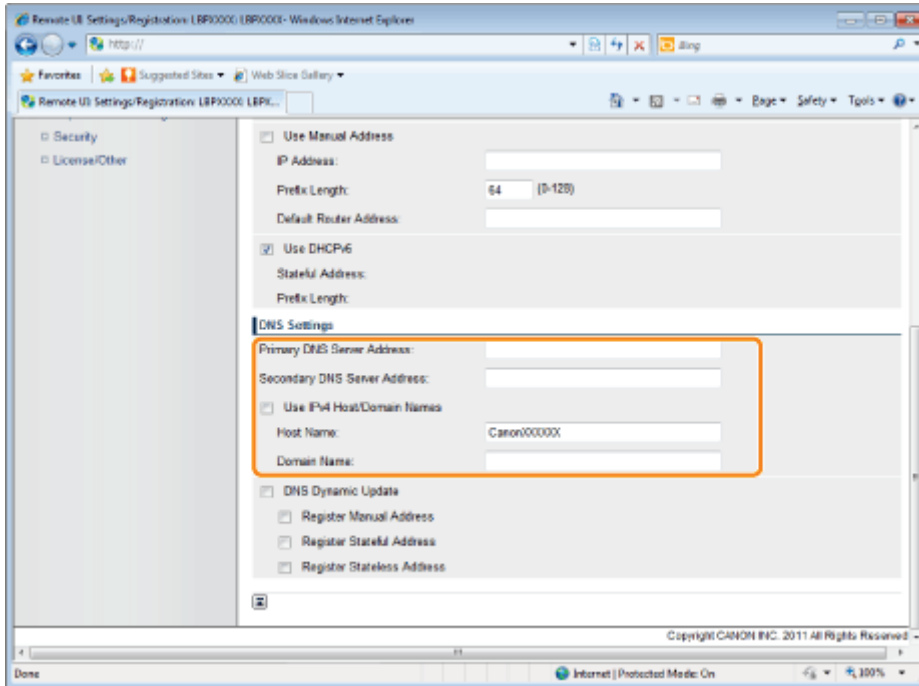 Remote UI: Settings/Registration: LBPXXXX: LBPXXXX - Windows Internet Explorer
http://
Bing
Favorites Suggested Sites Web Slice Gallery
Remote UI: Settings/Registration: LBPXXXX: LBPX... Page Safety Tools
Security
License/Other
Use Manual Address
IP Address:
Prefix Length: 64 (0-128)
Default Router Address:
Use DHCPv6
Stateful Address:
Prefix Length:
DNS Settings
Primary DNS Server Address:
Secondary DNS Server Address:
Use IPv4 Host/Domain Names
Host Name: CanonXXXXXX
Domain Name:
DNS Dynamic Update
Register Manual Address
Register Stateful Address
Register Stateless Address
Copyright CANON INC. 2011 All Rights Reserved
Done Internet | Protected Mode: On 100%